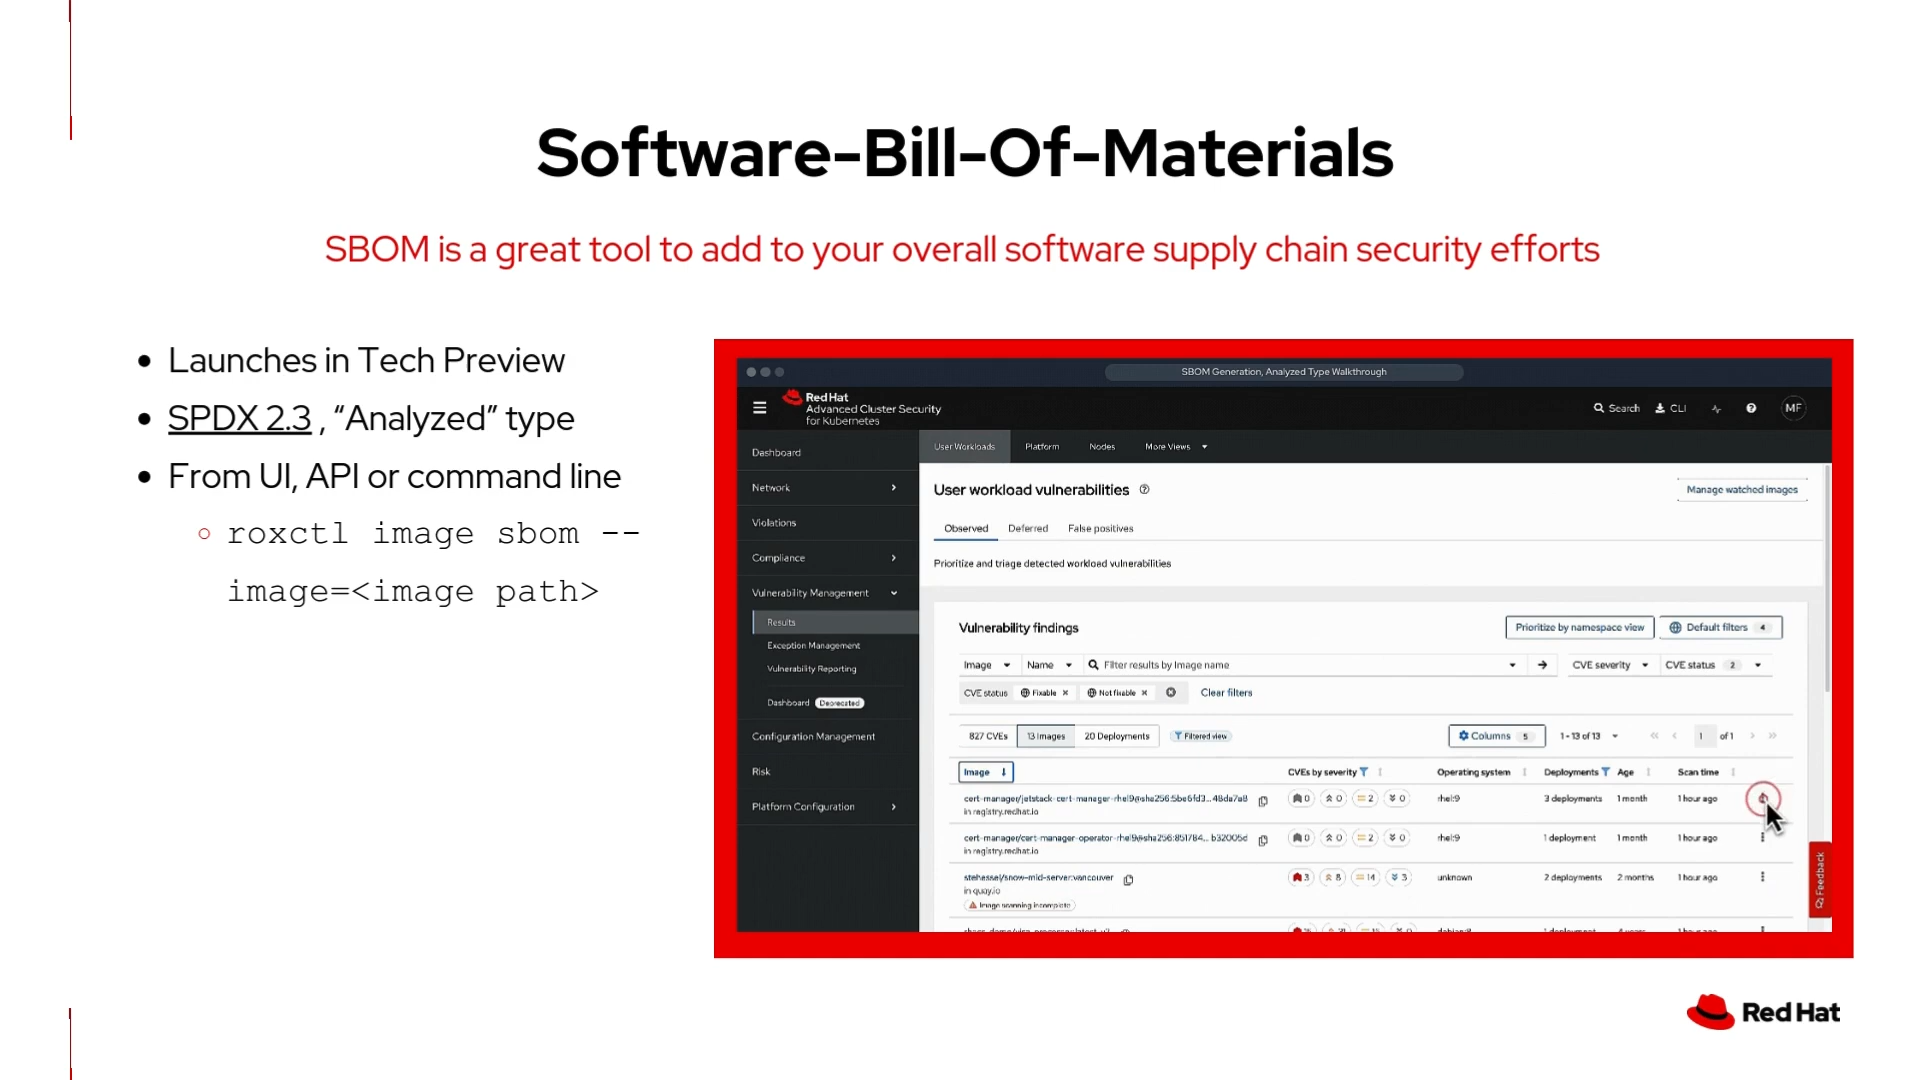 Software-Bill-Of-Materials
SBOM is a great tool to add to your overall software supply chain security efforts
• Launches in Tech Preview
• SPDX 2.3 , “Analyzed” type
• From UI, API or command line
○ roxctl image sbom --
image=<image path>
SBOM Generation, Analyzed Type Walkthrough
Red Hat
Advanced Cluster Security
for Kubernetes
Search
CLI
MF
Dashboard
Network
Violations
Compliance
Vulnerability Management
Results
Exception Management
Vulnerability Reporting
Dashboard Deprecated
Configuration Management
Risk
Platform Configuration
User Workloads Platform Nodes More Views
User workload vulnerabilities
Manage watched images
Observed Deferred False positives
Prioritize and triage detected workload vulnerabilities
Vulnerability findings
Prioritize by namespace view
Default filters 4
Image Name Filter results by Image name
CVE severity CVE status 2
CVE status Fixable Not fixable Clear filters
827 CVEs 13 Images 20 Deployments Filtered view
Columns 5 1 - 13 of 13 1 of 1
Image CVEs by severity Operating system Deployments Age Scan time
cert-manager/jetstack-cert-manager-rhel9@sha256:5be6fd3...48da7a8 0 0 2 0 rhel:9 3 deployments 1 month 1 hour ago
in registry.redhat.io
cert-manager/cert-manager-operator-rhel9@sha256:851784... b32005d 0 0 2 0 rhel:9 1 deployment 1 month 1 hour ago
in registry.redhat.io
stehessel/snow-mid-server:vancouver 3 8 14 3 unknown 2 deployments 2 months 1 hour ago
in quay.io
Image scanning incomplete
Feedback
Red Hat